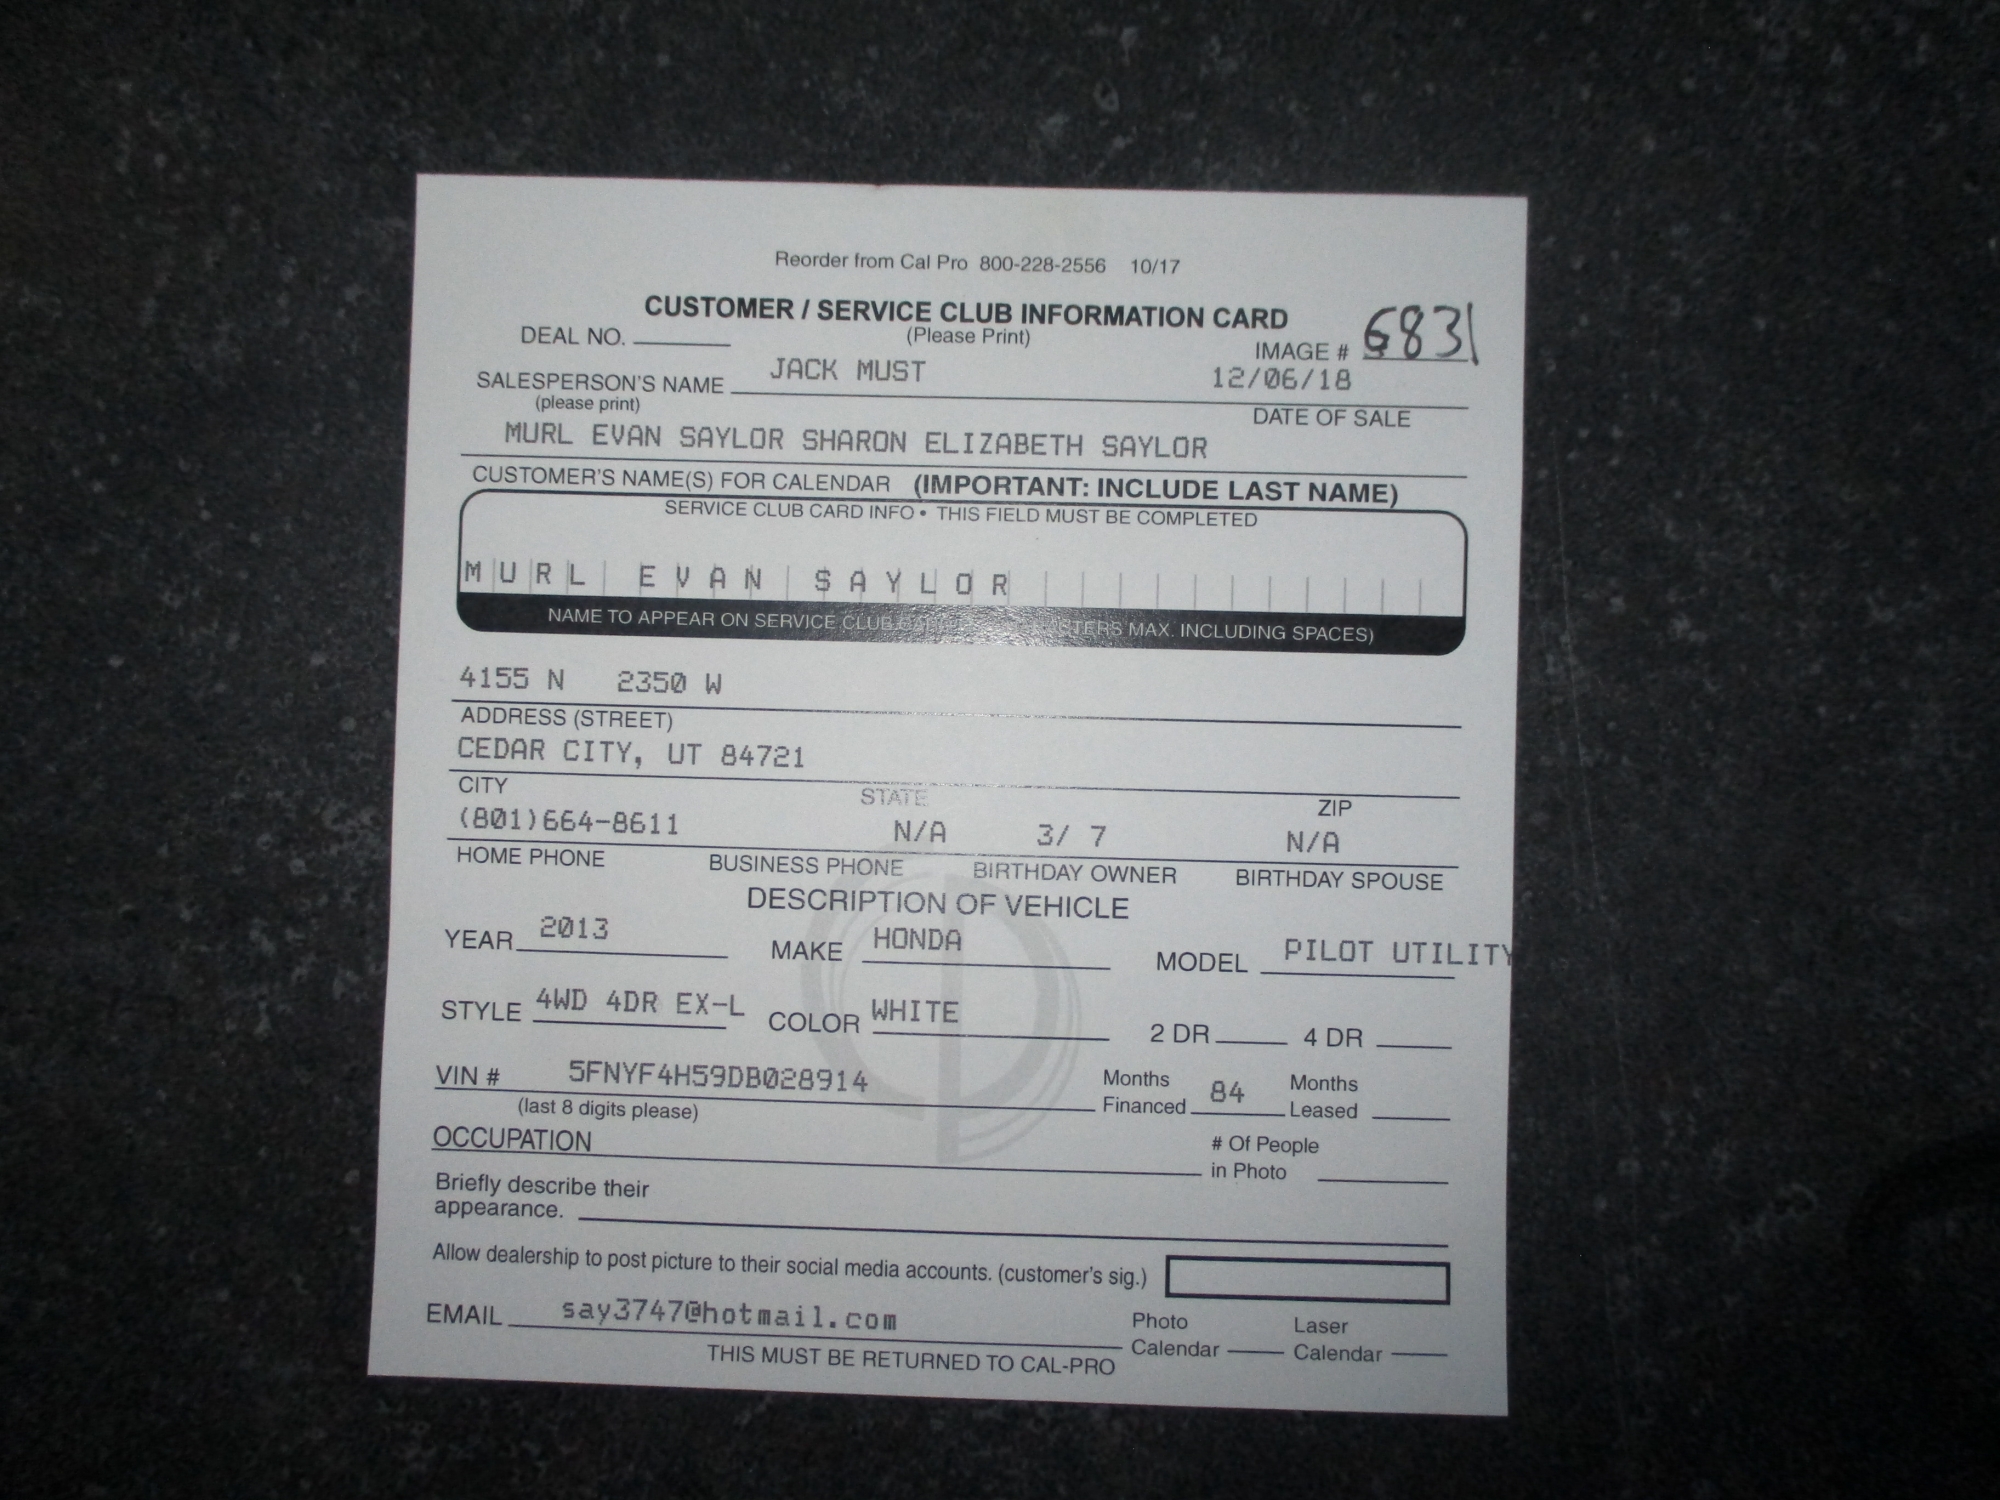 Reorder from Cal Pro 800-228-2556 10/17
CUSTOMER / SERVICE CLUB INFORMATION CARD
DEAL NO. (Please Print) IMAGE # 6831
SALESPERSON'S NAME JACK MUST 12/06/18
(please print) DATE OF SALE
MURL EVAN SAYLOR SHARON ELIZABETH SAYLOR
CUSTOMER'S NAME(S) FOR CALENDAR (IMPORTANT: INCLUDE LAST NAME)
SERVICE CLUB CARD INFO • THIS FIELD MUST BE COMPLETED
MURL EVAN SAYLOR
NAME TO APPEAR ON SERVICE CLUB MAX. INCLUDING SPACES)
4155 N 2350 W
ADDRESS (STREET)
CEDAR CITY, UT 84721
CITY STATE ZIP
(801)664-8611 N/A 3/ 7 N/A
HOME PHONE BUSINESS PHONE BIRTHDAY OWNER BIRTHDAY SPOUSE
DESCRIPTION OF VEHICLE
YEAR 2013 MAKE HONDA MODEL PILOT UTILITY
STYLE 4WD 4DR EX-L COLOR WHITE 2 DR 4 DR
VIN # 5FNYF4H59DB028914 Months Financed 84 Months Leased
(last 8 digits please)
OCCUPATION # Of People in Photo
Briefly describe their
appearance.
Allow dealership to post picture to their social media accounts. (customer's sig.)
EMAIL say3747@hotmail.com Photo Calendar Laser Calendar
THIS MUST BE RETURNED TO CAL-PRO